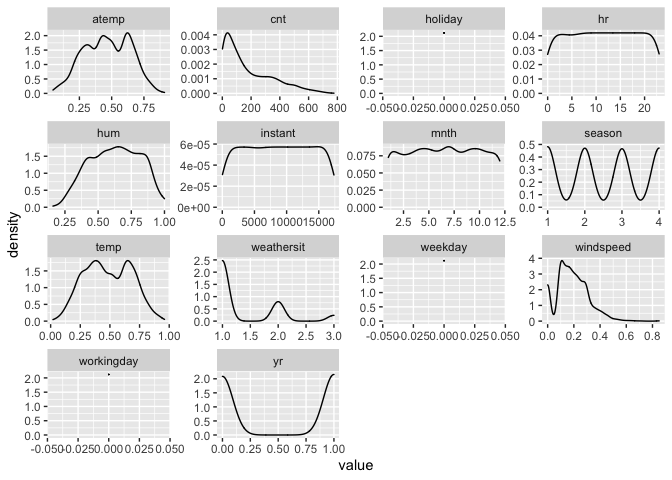 atemp
cnt
holiday
hr
2.0
1.5
1.0
0.5
0.0
0.25 0.50 0.75
0.004
0.003
0.002
0.001
0.000
0 200 400 600 800
2.0
1.5
1.0
0.5
0.0
-0.050-0.0250.000 0.025 0.050
0.04
0.03
0.02
0.01
0.00
0 5 10 15 20
hum
instant
mnth
season
1.5
1.0
0.5
0.0
0.25 0.50 0.75 1.00
6e-05
4e-05
2e-05
0e+00
0 5000 10000 15000
0.075
0.050
0.025
0.000
2.5 5.0 7.5 10.0 12.5
0.5
0.4
0.3
0.2
0.1
0.0
1 2 3 4
density
temp
weathersit
weekday
windspeed
1.5
1.0
0.5
0.0
0.00 0.25 0.50 0.75 1.00
2.5
2.0
1.5
1.0
0.5
0.0
1.0 1.5 2.0 2.5 3.0
2.0
1.5
1.0
0.5
0.0
-0.050-0.0250.000 0.025 0.050
4
3
2
1
0
0.0 0.2 0.4 0.6 0.8
workingday
yr
2.0
1.5
1.0
0.5
0.0
-0.050-0.0250.000 0.025 0.050
2.0
1.5
1.0
0.5
0.0
0.00 0.25 0.50 0.75 1.00
value